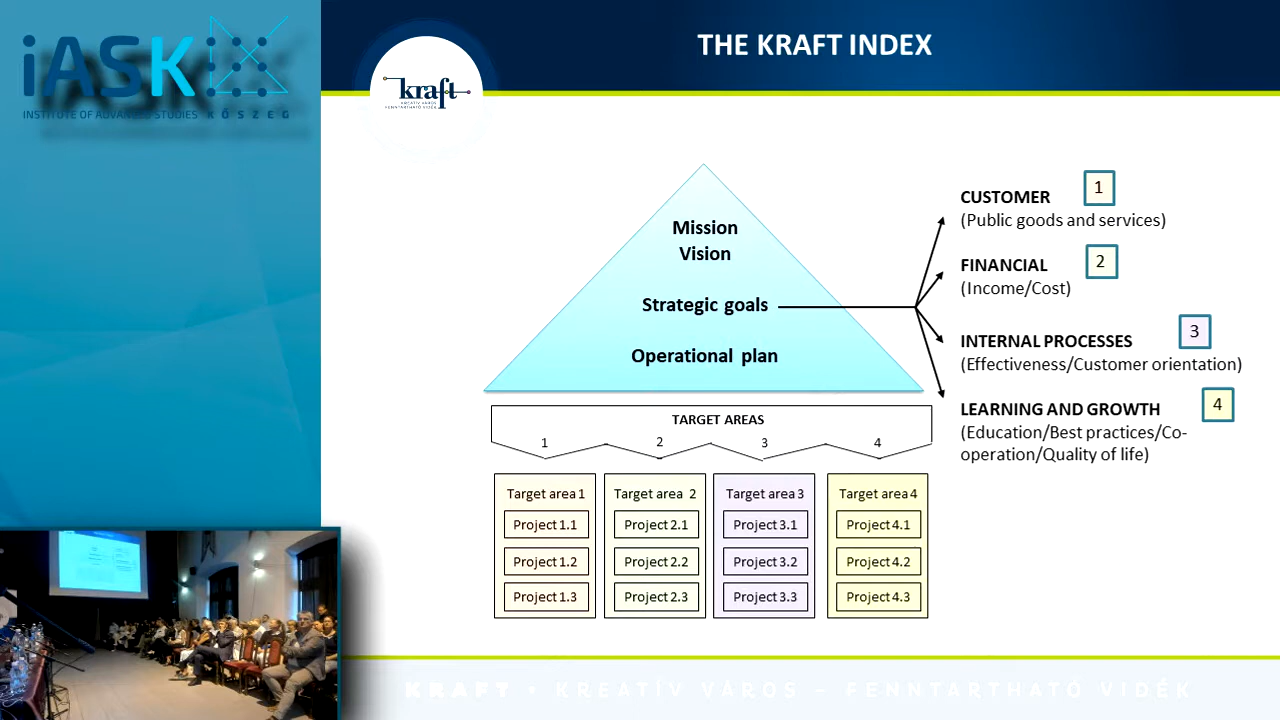 iASK
INSTITUTE OF ADVANCED STUDIES KŐSZEG
kraft
KREATÍV VÁROS
FENNTARTHATÓ VIDÉK
THE KRAFT INDEX
Mission
Vision
Strategic goals
Operational plan
CUSTOMER 1
(Public goods and services)
FINANCIAL 2
(Income/Cost)
INTERNAL PROCESSES 3
(Effectiveness/Customer orientation)
LEARNING AND GROWTH 4
(Education/Best practices/Co-
operation/Quality of life)
TARGET AREAS
1 2 3 4
Target area 1
Project 1.1
Project 1.2
Project 1.3
Target area 2
Project 2.1
Project 2.2
Project 2.3
Target area 3
Project 3.1
Project 3.2
Project 3.3
Target area 4
Project 4.1
Project 4.2
Project 4.3
KRAFT • KREATÍV VÁROS – FENNTARTHATÓ VIDÉK